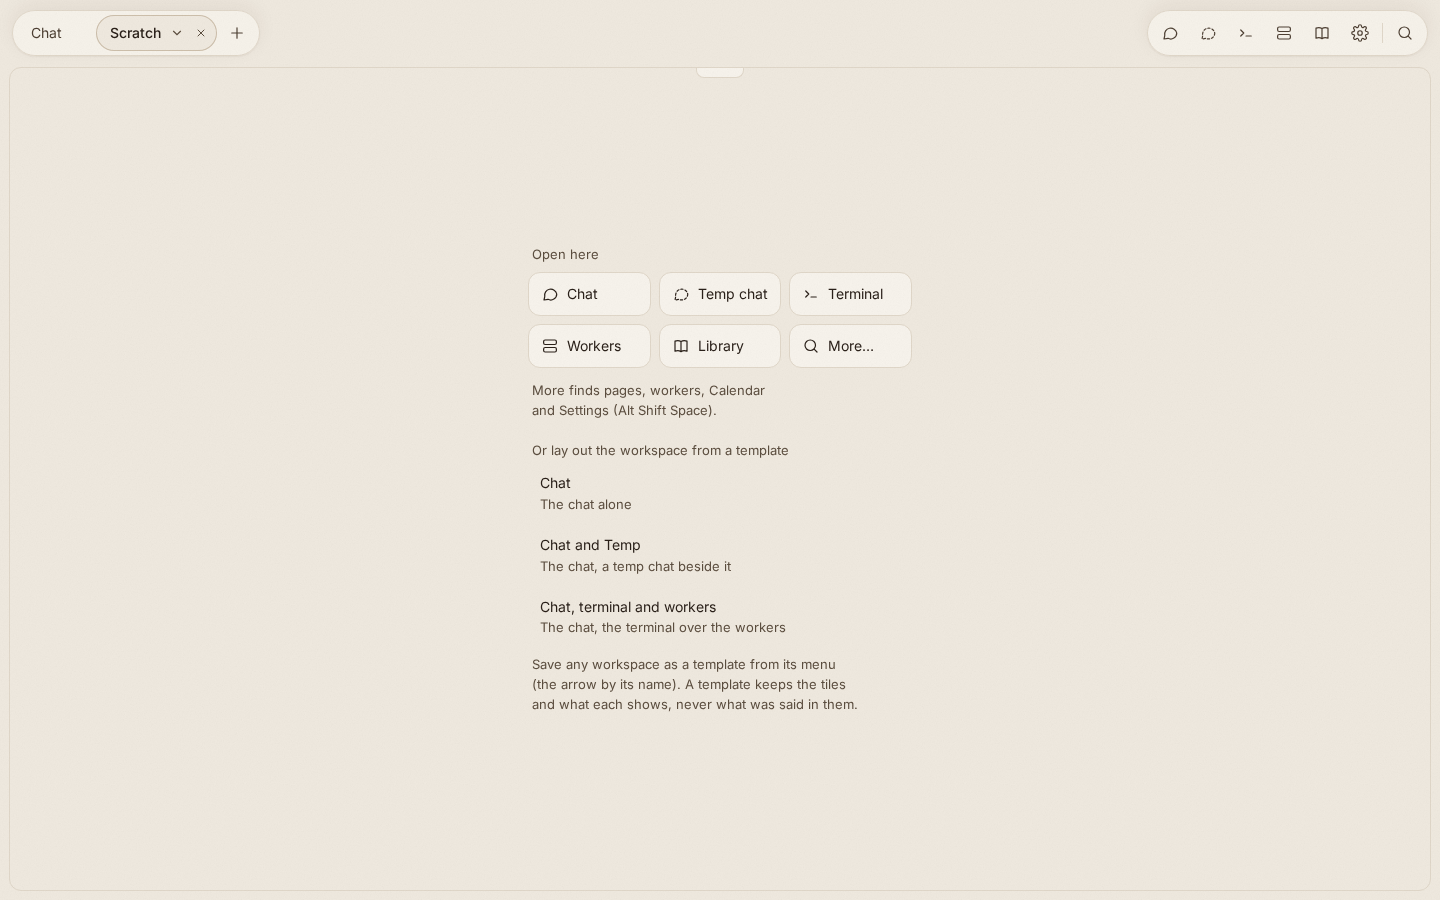 Chat
Scratch
Open here
Chat
Temp chat
Terminal
Workers
Library
More...
More finds pages, workers, Calendar
and Settings (Alt Shift Space).
Or lay out the workspace from a template
Chat
The chat alone
Chat and Temp
The chat, a temp chat beside it
Chat, terminal and workers
The chat, the terminal over the workers
Save any workspace as a template from its menu
(the arrow by its name). A template keeps the tiles
and what each shows, never what was said in them.